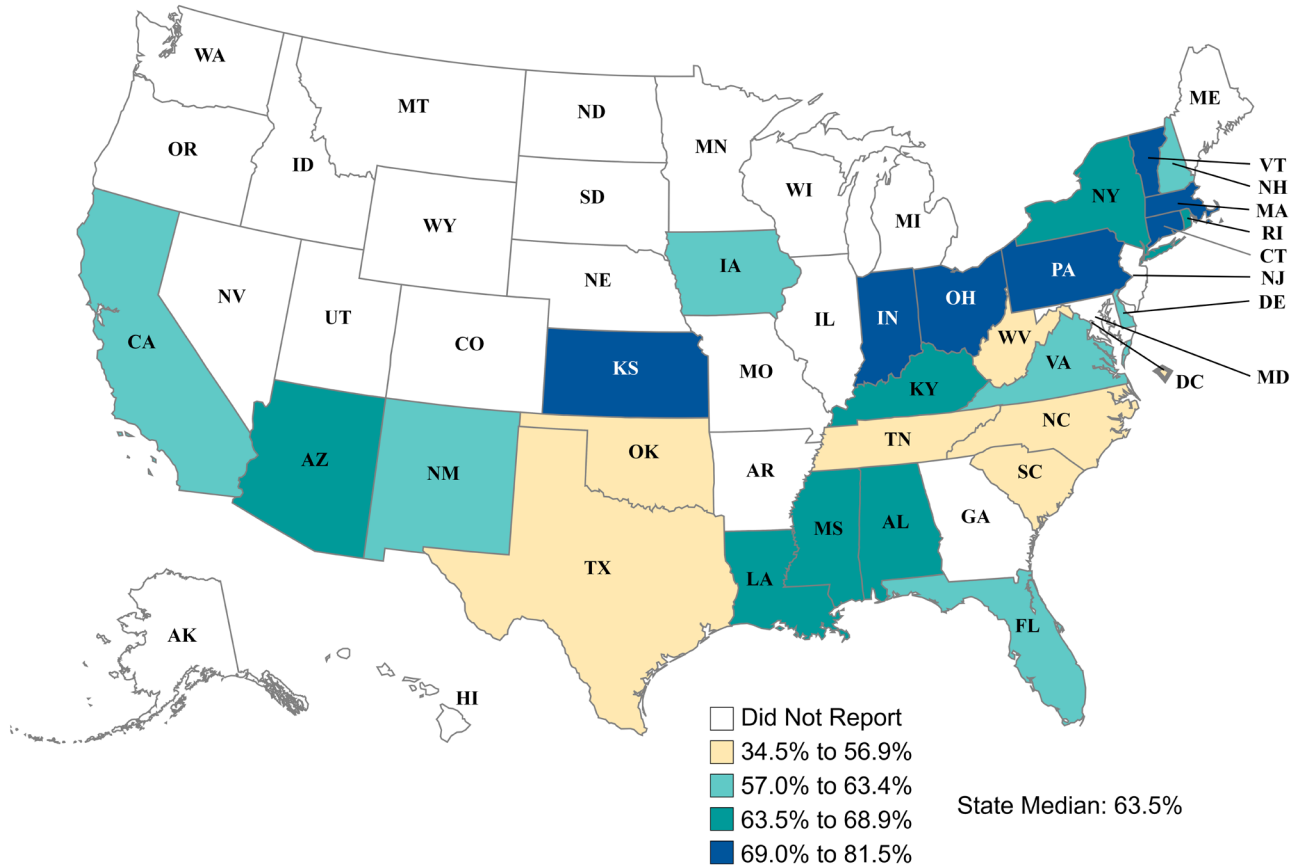 WA
MT
ND
MN
ME
OR
ID
SD
WI
MI
NY
VT
NH
MA
RI
CT
NJ
DE
MD
DC
WY
NE
IA
PA
NV
UT
CO
IL
IN
OH
WV
VA
CA
KS
MO
KY
AZ
NM
OK
TN
NC
AR
SC
MS
AL
GA
TX
LA
FL
AK
HI
Did Not Report
34.5% to 56.9%
57.0% to 63.4%
63.5% to 68.9%
69.0% to 81.5%
State Median: 63.5%